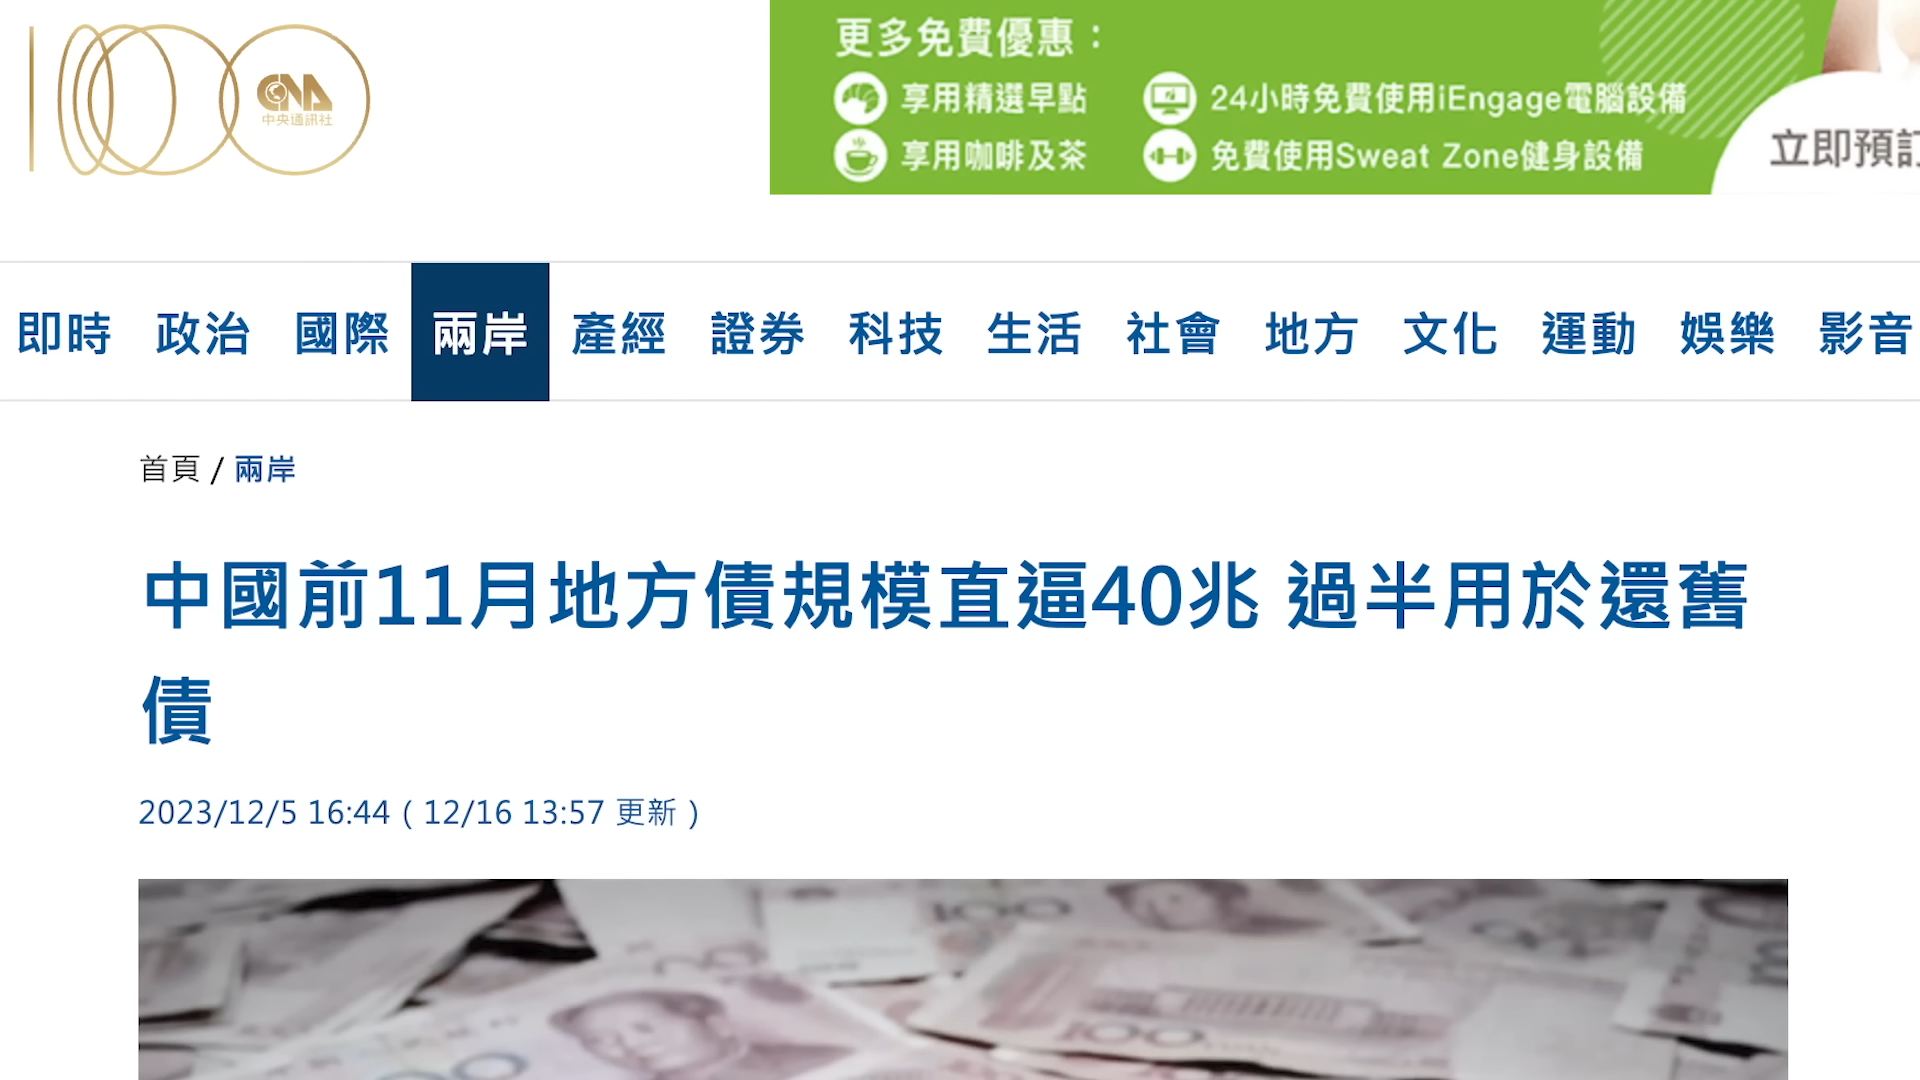 CNA
中央通訊社
更多免費優惠：
享用精選早點
24小時免費使用iEngage電腦設備
享用咖啡及茶
免費使用Sweat Zone健身設備
立即預訂
即時 政治 國際 兩岸 產經 證券 科技 生活 社會 地方 文化 運動 娛樂 影音
首頁 / 兩岸
中國前11月地方債規模直逼40兆 過半用於還舊
債
2023/12/5 16:44（12/16 13:57 更新）
100
100